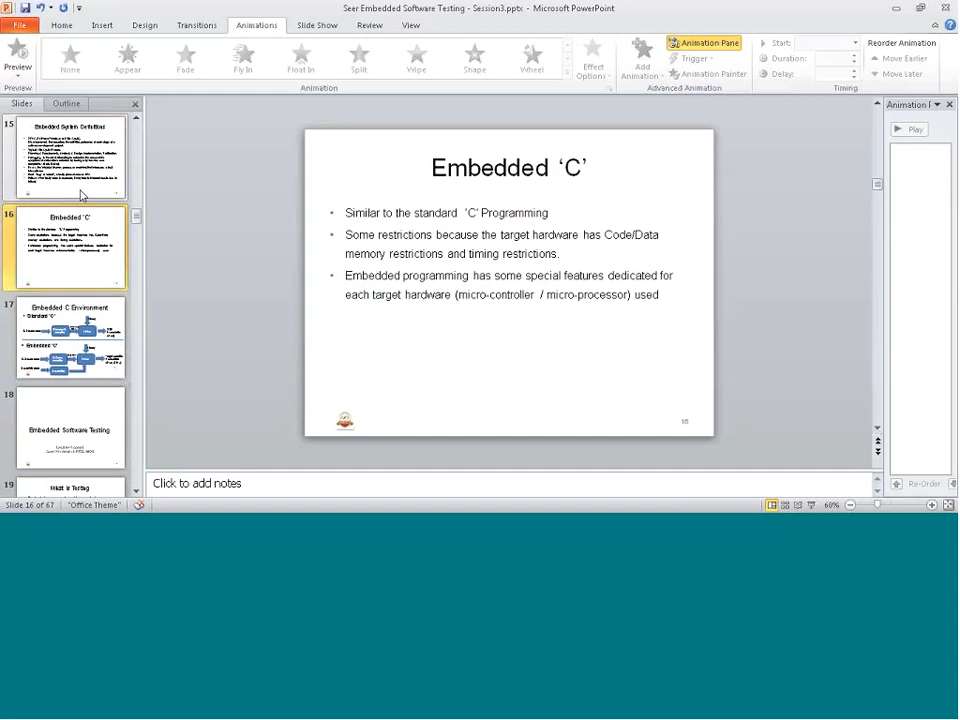 Seer Embedded Software Testing - Session3.pptx - Microsoft PowerPoint
File Home Insert Design Transitions Animations Slide Show Review View
Preview
None Appear Fade Fly In Float In Split Wipe Shape Wheel
Effect Options
Add Animation
Animation Pane
Trigger
Animation Painter
Start:
Duration:
Delay:
Reorder Animation
Move Earlier
Move Later
Preview Animation Advanced Animation Timing
Slides Outline
15
Embedded System Definitions
16
Embedded 'C'
17
Embedded C Environment
Standard 'C'
Embedded 'C'
18
Embedded Software Testing
19
What is Testing
Embedded ‘C’
• Similar to the standard ‘C’ Programming
• Some restrictions because the target hardware has Code/Data
memory restrictions and timing restrictions.
• Embedded programming has some special features dedicated for
each target hardware (micro-controller / micro-processor) used
16
Click to add notes
Animation P
Play
Re-Order
Slide 16 of 67 "Office Theme" 60%